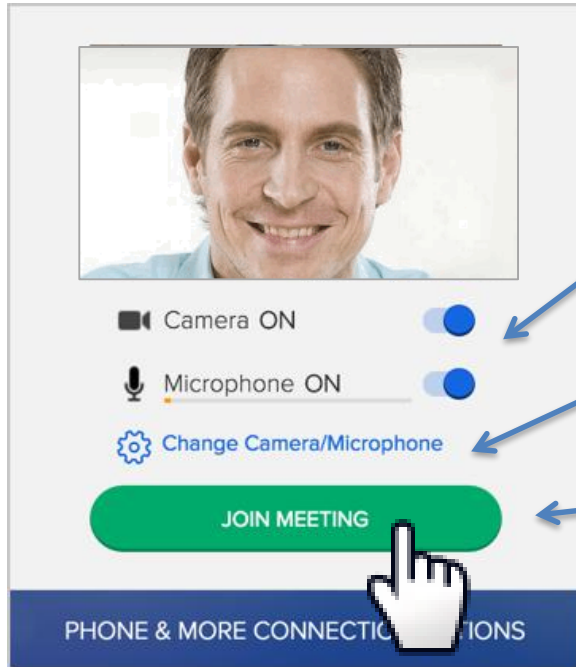 Camera ON
Microphone ON
Change Camera/Microphone
JOIN MEETING
PHONE & MORE